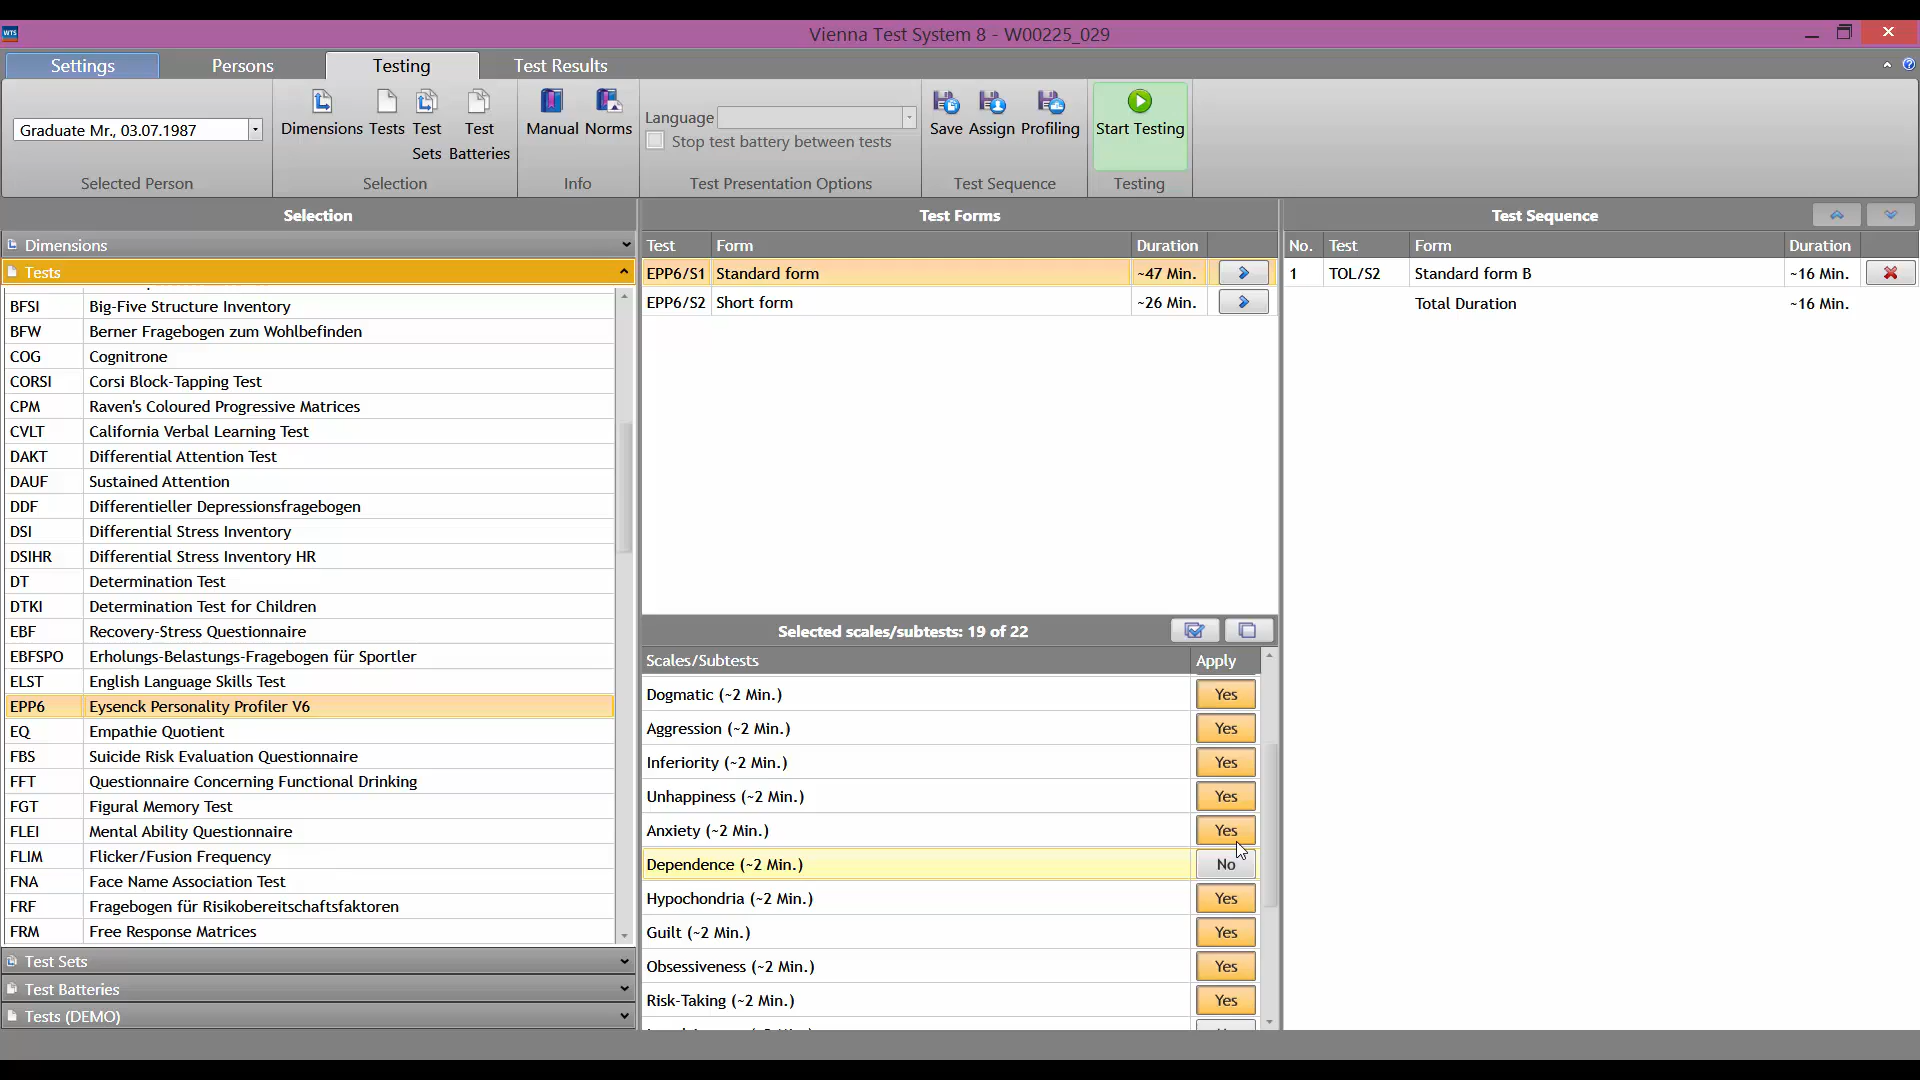 WTS
Vienna Test System 8 - W00225_029
Settings Persons Testing Test Results
Graduate Mr., 03.07.1987
Selected Person
Dimensions Tests Test Sets Test Batteries
Selection
Manual Norms
Info
Language
Stop test battery between tests
Test Presentation Options
Save Assign Profiling
Test Sequence
Start Testing
Testing
Selection
Dimensions
Tests
BFSI Big-Five Structure Inventory
BFW Berner Fragebogen zum Wohlbefinden
COG Cognitrone
CORSI Corsi Block-Tapping Test
CPM Raven's Coloured Progressive Matrices
CVLT California Verbal Learning Test
DAKT Differential Attention Test
DAUF Sustained Attention
DDF Differentieller Depressionsfragebogen
DSI Differential Stress Inventory
DSIHR Differential Stress Inventory HR
DT Determination Test
DTKI Determination Test for Children
EBF Recovery-Stress Questionnaire
EBFSPO Erholungs-Belastungs-Fragebogen für Sportler
ELST English Language Skills Test
EPP6 Eysenck Personality Profiler V6
EQ Empathie Quotient
FBS Suicide Risk Evaluation Questionnaire
FFT Questionnaire Concerning Functional Drinking
FGT Figural Memory Test
FLEI Mental Ability Questionnaire
FLIM Flicker/Fusion Frequency
FNA Face Name Association Test
FRF Fragebogen für Risikobereitschaftsfaktoren
FRM Free Response Matrices
Test Sets
Test Batteries
Tests (DEMO)
Test Forms
Test Form Duration
EPP6/S1 Standard form ~47 Min.
EPP6/S2 Short form ~26 Min.
Selected scales/subtests: 19 of 22
Scales/Subtests Apply
Dogmatic (~2 Min.) Yes
Aggression (~2 Min.) Yes
Inferiority (~2 Min.) Yes
Unhappiness (~2 Min.) Yes
Anxiety (~2 Min.) Yes
Dependence (~2 Min.) No
Hypochondria (~2 Min.) Yes
Guilt (~2 Min.) Yes
Obsessiveness (~2 Min.) Yes
Risk-Taking (~2 Min.) Yes
Test Sequence
No. Test Form Duration
1 TOL/S2 Standard form B ~16 Min.
Total Duration ~16 Min.